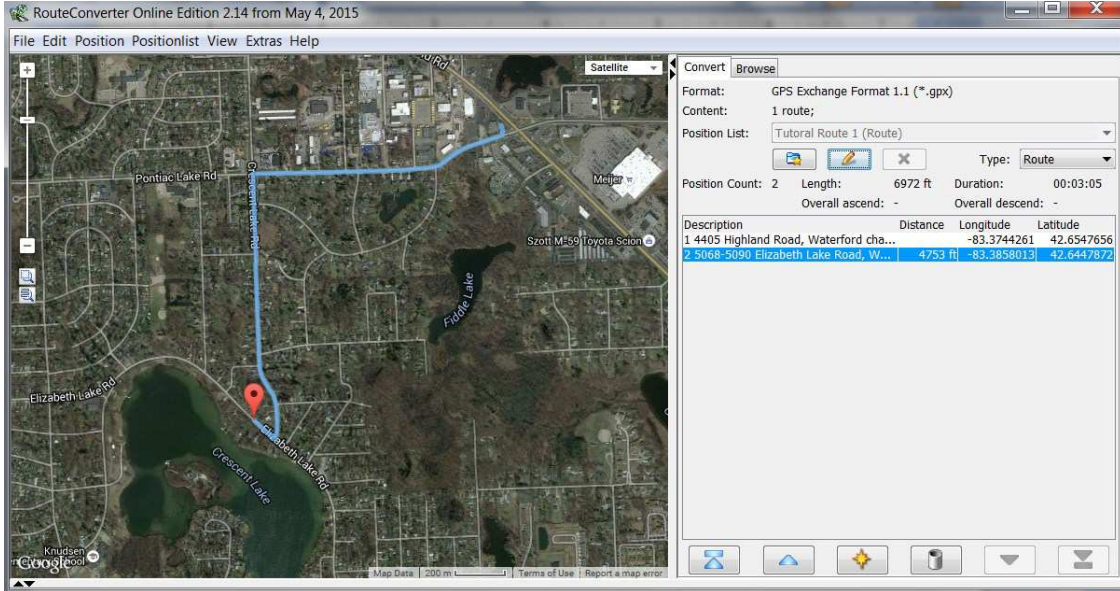 RouteConverter Online Edition 2.14 from May 4, 2015
File Edit Position Positionlist View Extras Help
Satellite
Pontiac Lake Rd
Crescent Lake Rd
Meijer
Szott M-59 Toyota Scion
Fiddle Lake
Elizabeth Lake Rd
Elizabeth Lake Rd
Crescent Lake
Knudsen
Google
Map Data 200 m Terms of Use Report a map error
Convert Browse
Format: GPS Exchange Format 1.1 (*.gpx)
Content: 1 route;
Position List: Tutoral Route 1 (Route)
Type: Route
Position Count: 2 Length: 6972 ft Duration: 00:03:05
Overall ascend: - Overall descend: -
Description Distance Longitude Latitude
1 4405 Highland Road, Waterford cha... -83.3744261 42.6547656
2 5068-5090 Elizabeth Lake Road, W... 4753 ft -83.3858013 42.6447872